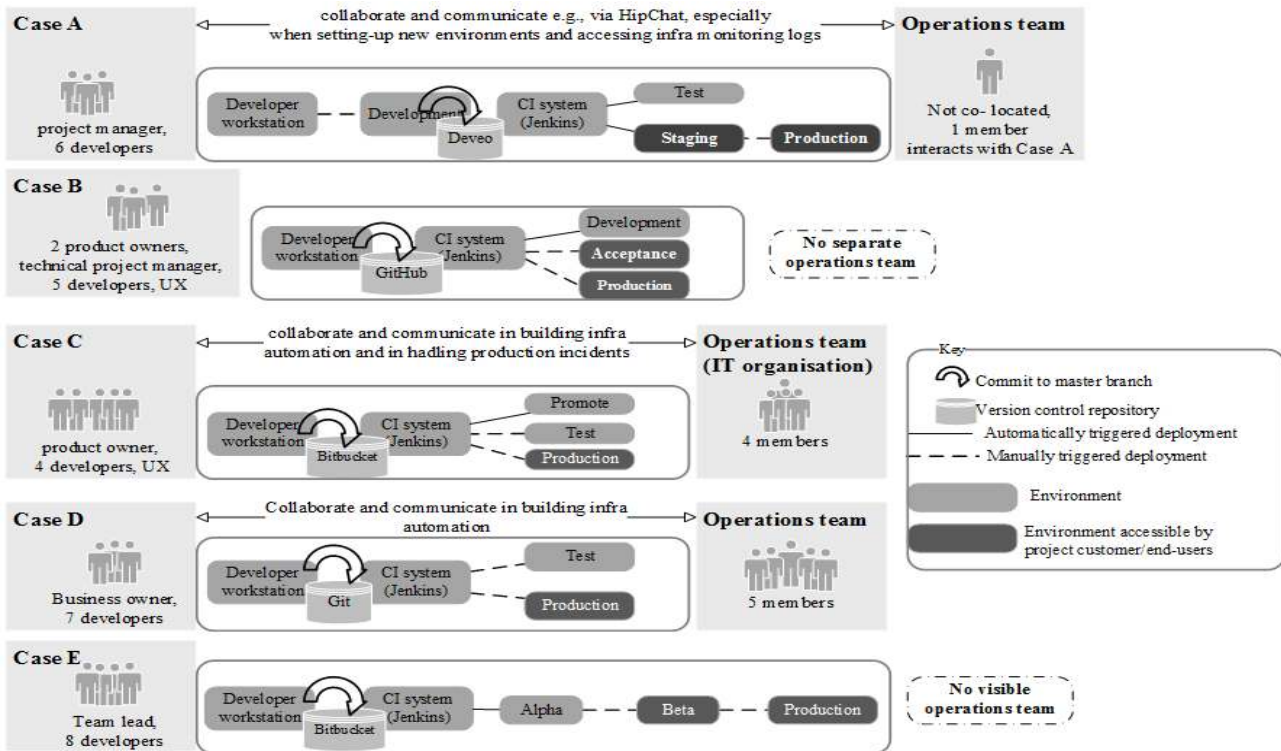 Case A
project manager,
6 developers
collaborate and communicate e.g., via HipChat, especially
when setting-up new environments and accessing infra monitoring logs
Operations team
Not co- located,
1 member
interacts with Case A
Developer
workstation
Development
Deveo
CI system
(Jenkins)
Test
Staging
Production
Case B
2 product owners,
technical project manager,
5 developers, UX
Developer
workstation
GitHub
CI system
(Jenkins)
Development
Acceptance
Production
No separate
operations team
Case C
product owner,
4 developers, UX
collaborate and communicate in building infra
automation and in hadling production incidents
Operations team
(IT organisation)
4 members
Developer
workstation
Bitbucket
CI system
(Jenkins)
Promote
Test
Production
Key
Commit to master branch
Version control repository
Automatically triggered deployment
Manually triggered deployment
Environment
Environment accessible by
project customer/end-users
Case D
Business owner,
7 developers
Collaborate and communicate in building infra
automation
Operations team
5 members
Developer
workstation
Git
CI system
(Jenkins)
Test
Production
Case E
Team lead,
8 developers
Developer
workstation
Bitbucket
CI system
(Jenkins)
Alpha
Beta
Production
No visible
operations team